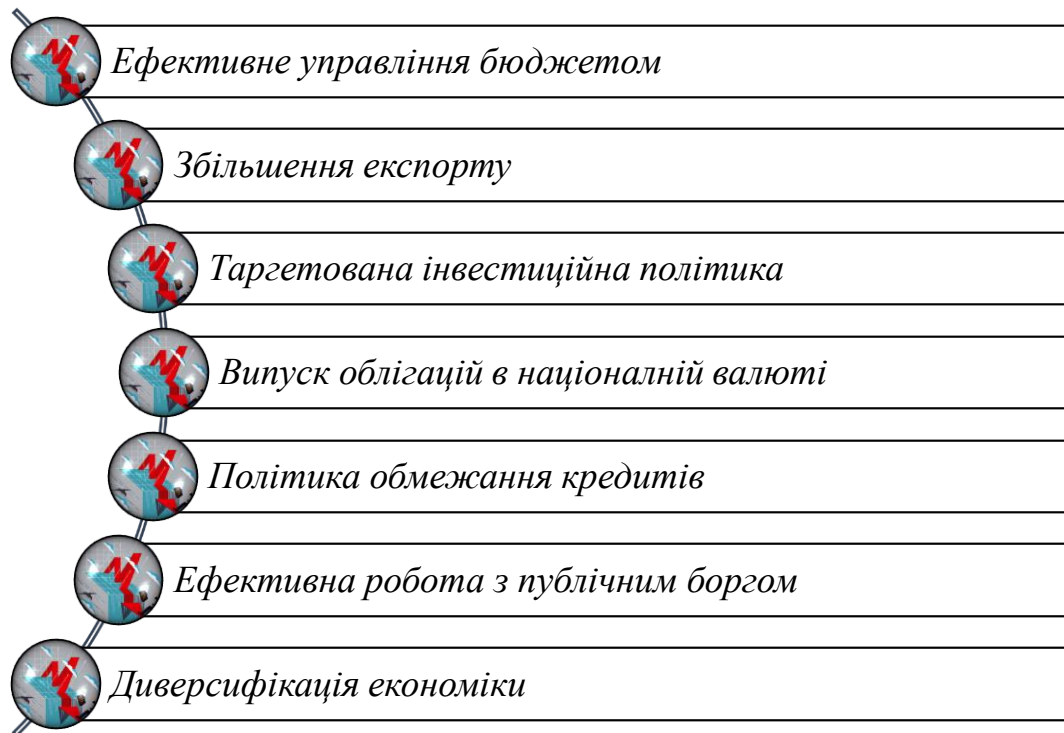 Ефективне управління бюджетом
Збільшення експорту
Таргетована інвестиційна політика
Випуск облігацій в націоналній валюті
Політика обмежання кредитів
Ефективна робота з публічним боргом
Диверсифікація економіки